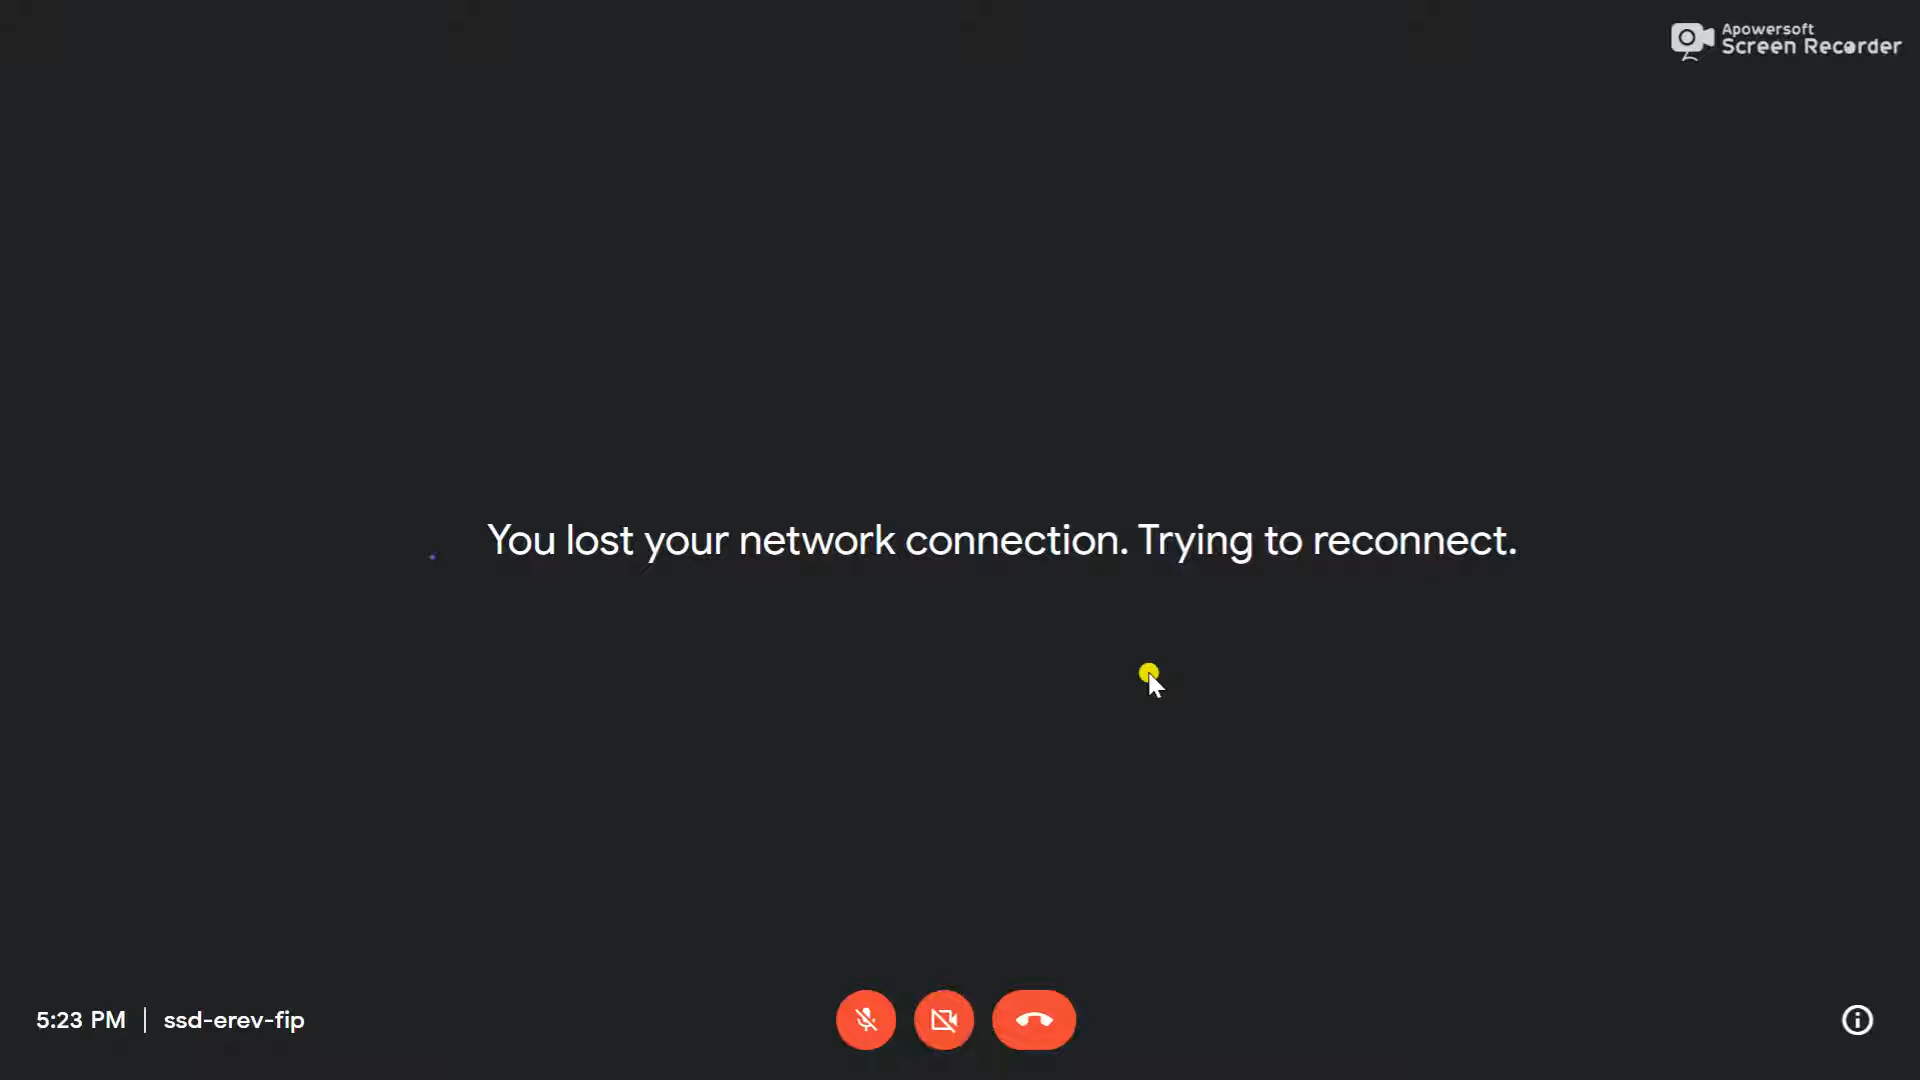 Apowersoft
Screen Recorder
You lost your network connection. Trying to reconnect.
5:23 PM | ssd-erev-fip